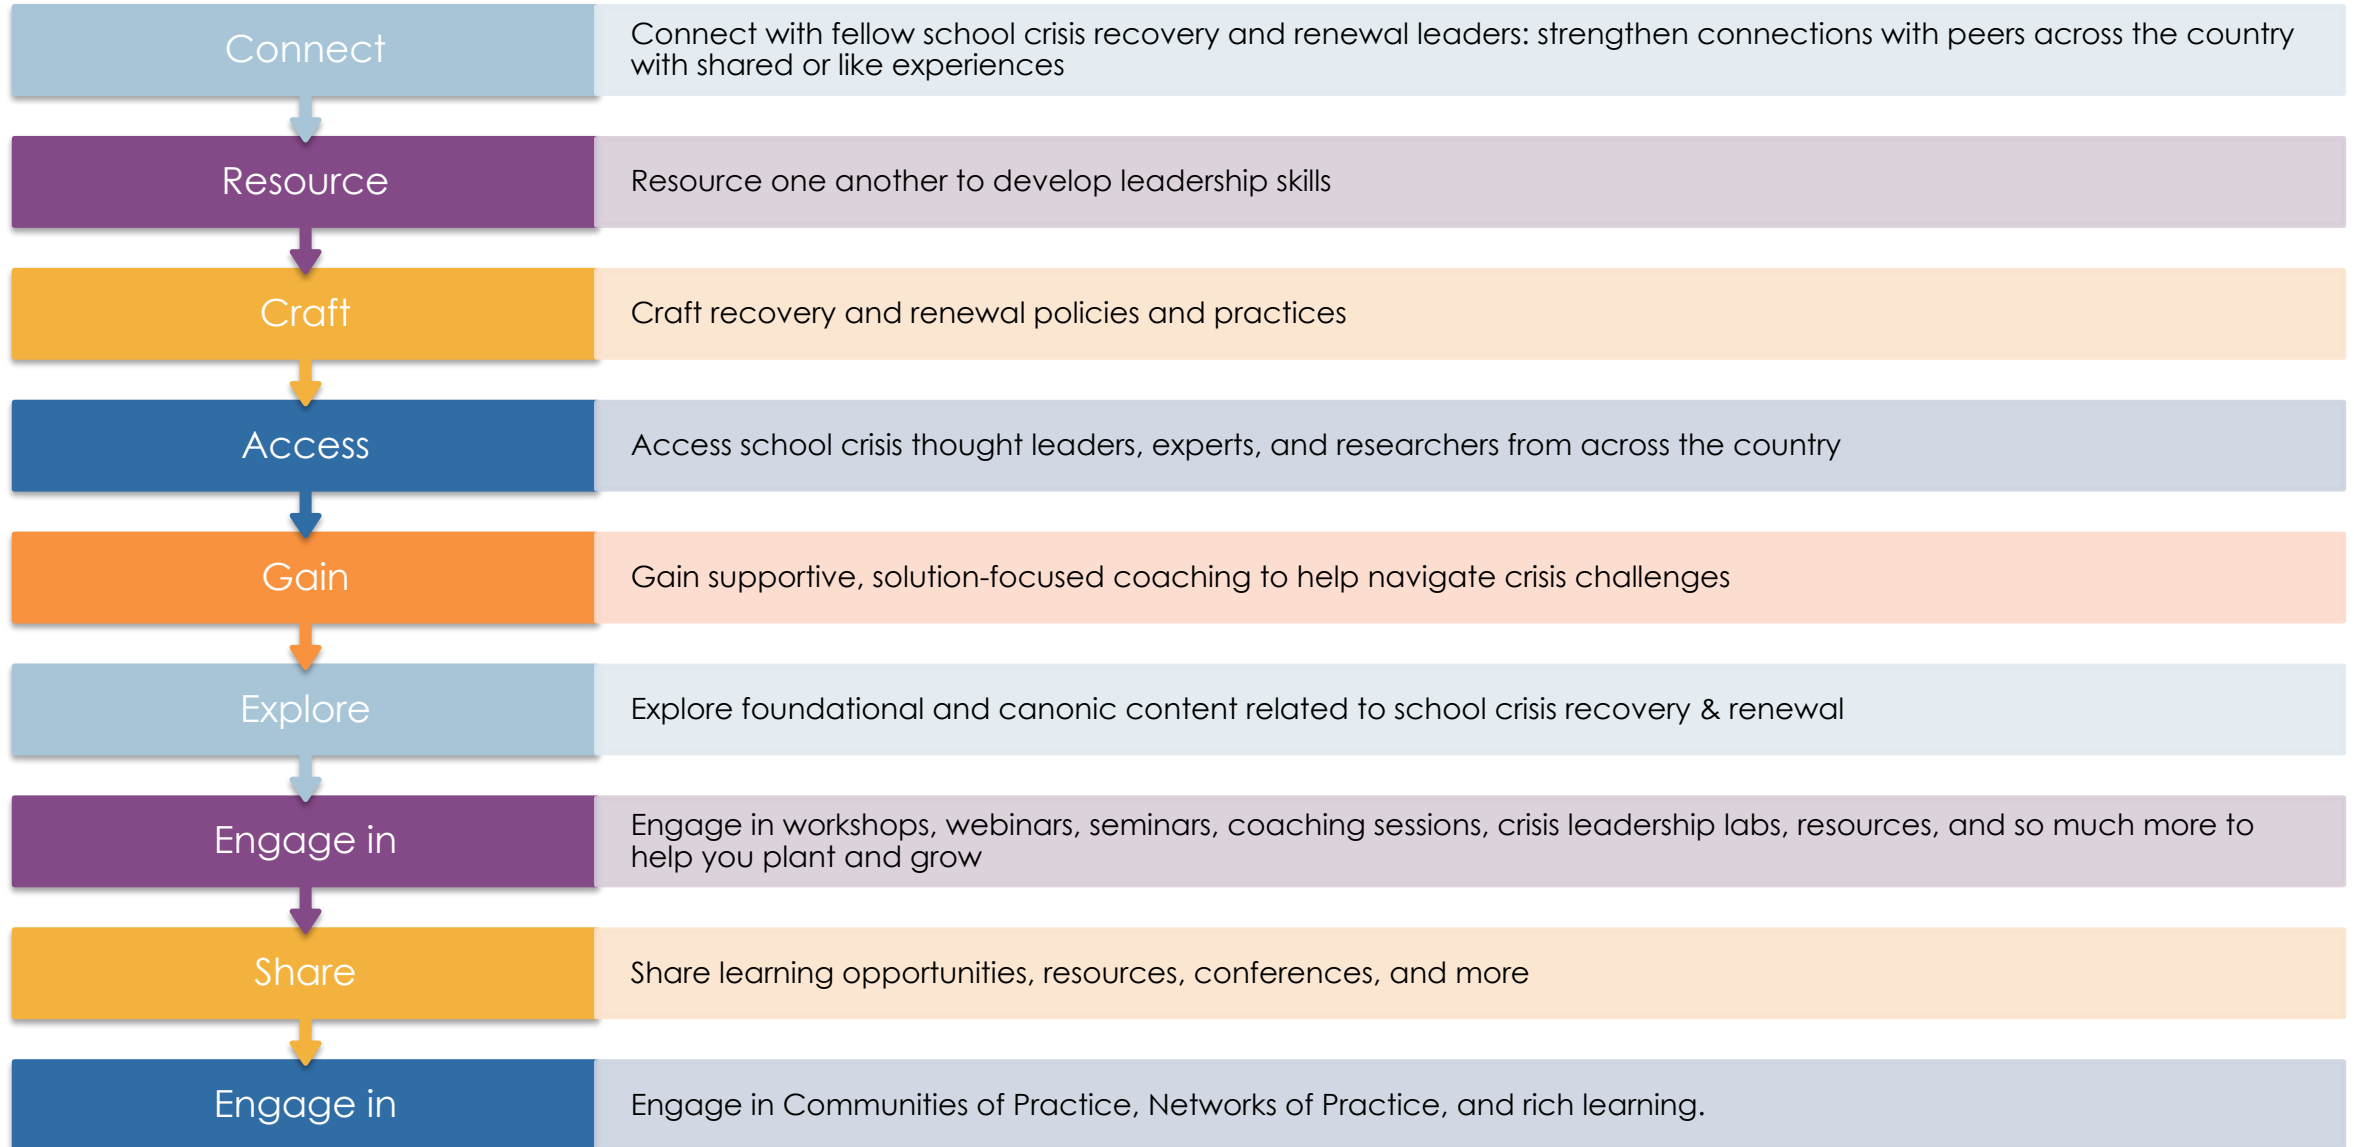 Connect
Connect with fellow school crisis recovery and renewal leaders: strengthen connections with peers across the country
with shared or like experiences
Resource
Resource one another to develop leadership skills
Craft
Craft recovery and renewal policies and practices
Access
Access school crisis thought leaders, experts, and researchers from across the country
Gain
Gain supportive, solution-focused coaching to help navigate crisis challenges
Explore
Explore foundational and canonic content related to school crisis recovery & renewal
Engage in
Engage in workshops, webinars, seminars, coaching sessions, crisis leadership labs, resources, and so much more to
help you plant and grow
Share
Share learning opportunities, resources, conferences, and more
Engage in
Engage in Communities of Practice, Networks of Practice, and rich learning.